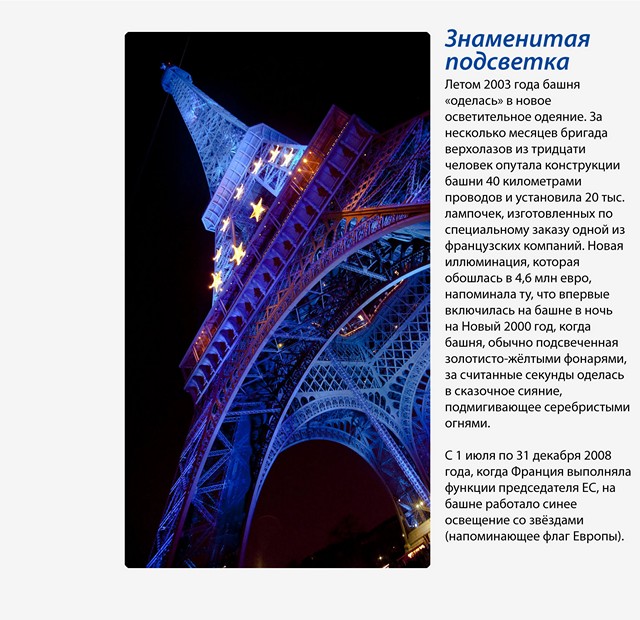 Знаменитая
подсветка
Летом 2003 года башня
«оделась» в новое
осветительное одеяние. За
несколько месяцев бригада
верхолазов из тридцати
человек опутала конструкции
башни 40 километрами
проводов и установила 20 тыс.
лампочек, изготовленных по
специальному заказу одной из
французских компаний. Новая
иллюминация, которая
обошлась в 4,6 млн евро,
напоминала ту, что впервые
включилась на башне в ночь
на Новый 2000 год, когда
башня, обычно подсвеченная
золотисто-жёлтыми фонарями,
за считанные секунды оделась
в сказочное сияние,
подмигивающее серебристыми
огнями.
С 1 июля по 31 декабря 2008
года, когда Франция выполняла
функции председателя ЕС, на
башне работало синее
освещение со звёздами
(напоминающее флаг Европы).